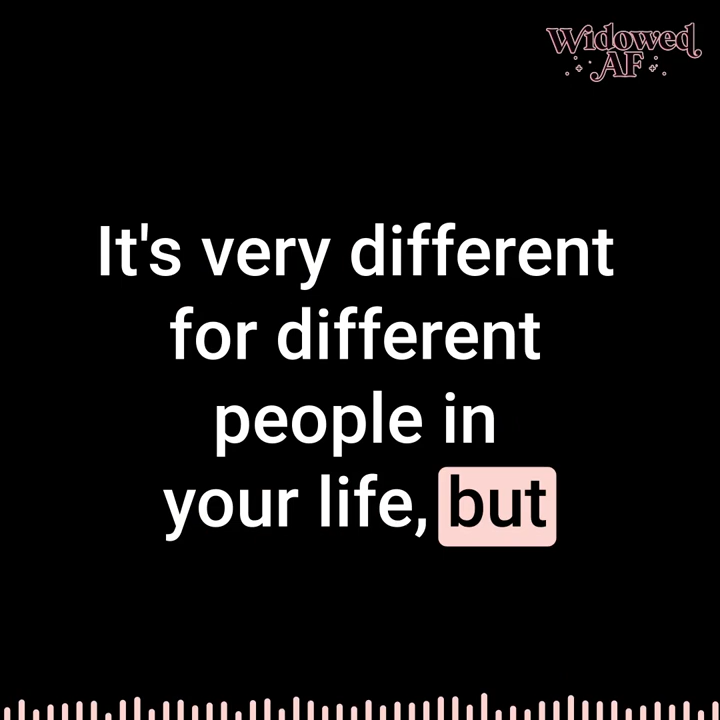 Widowed
AF
It's very different
for different
people in
your life, but